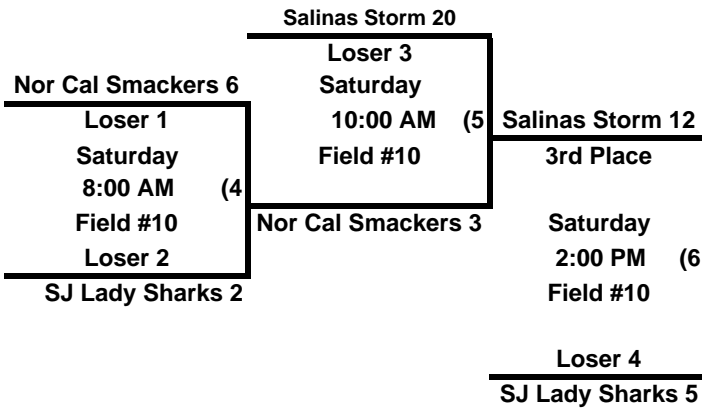 Salinas Storm 20
Loser 3
Nor Cal Smackers 6
Saturday
Loser 1
10:00 AM (5
Salinas Storm 12
Saturday
Field #10
3rd Place
8:00 AM (4
Field #10
Nor Cal Smackers 3
Saturday
Loser 2
2:00 PM (6
SJ Lady Sharks 2
Field #10
Loser 4
SJ Lady Sharks 5